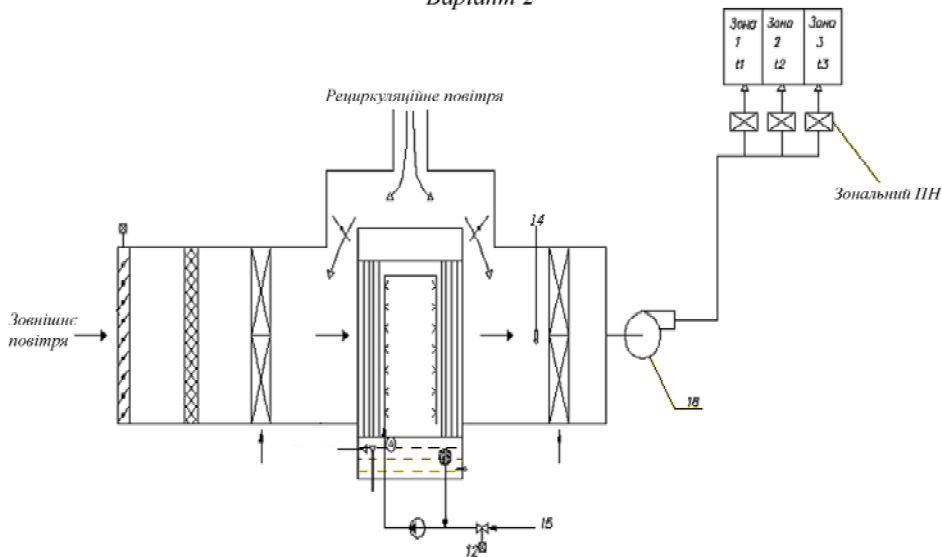 Варіант 2
Зона Зона Зона
1 2 3
t1 t2 t3
Рециркуляційне повітря
Зональний ПН
14
Зовнішнє
повітря
18
15
12